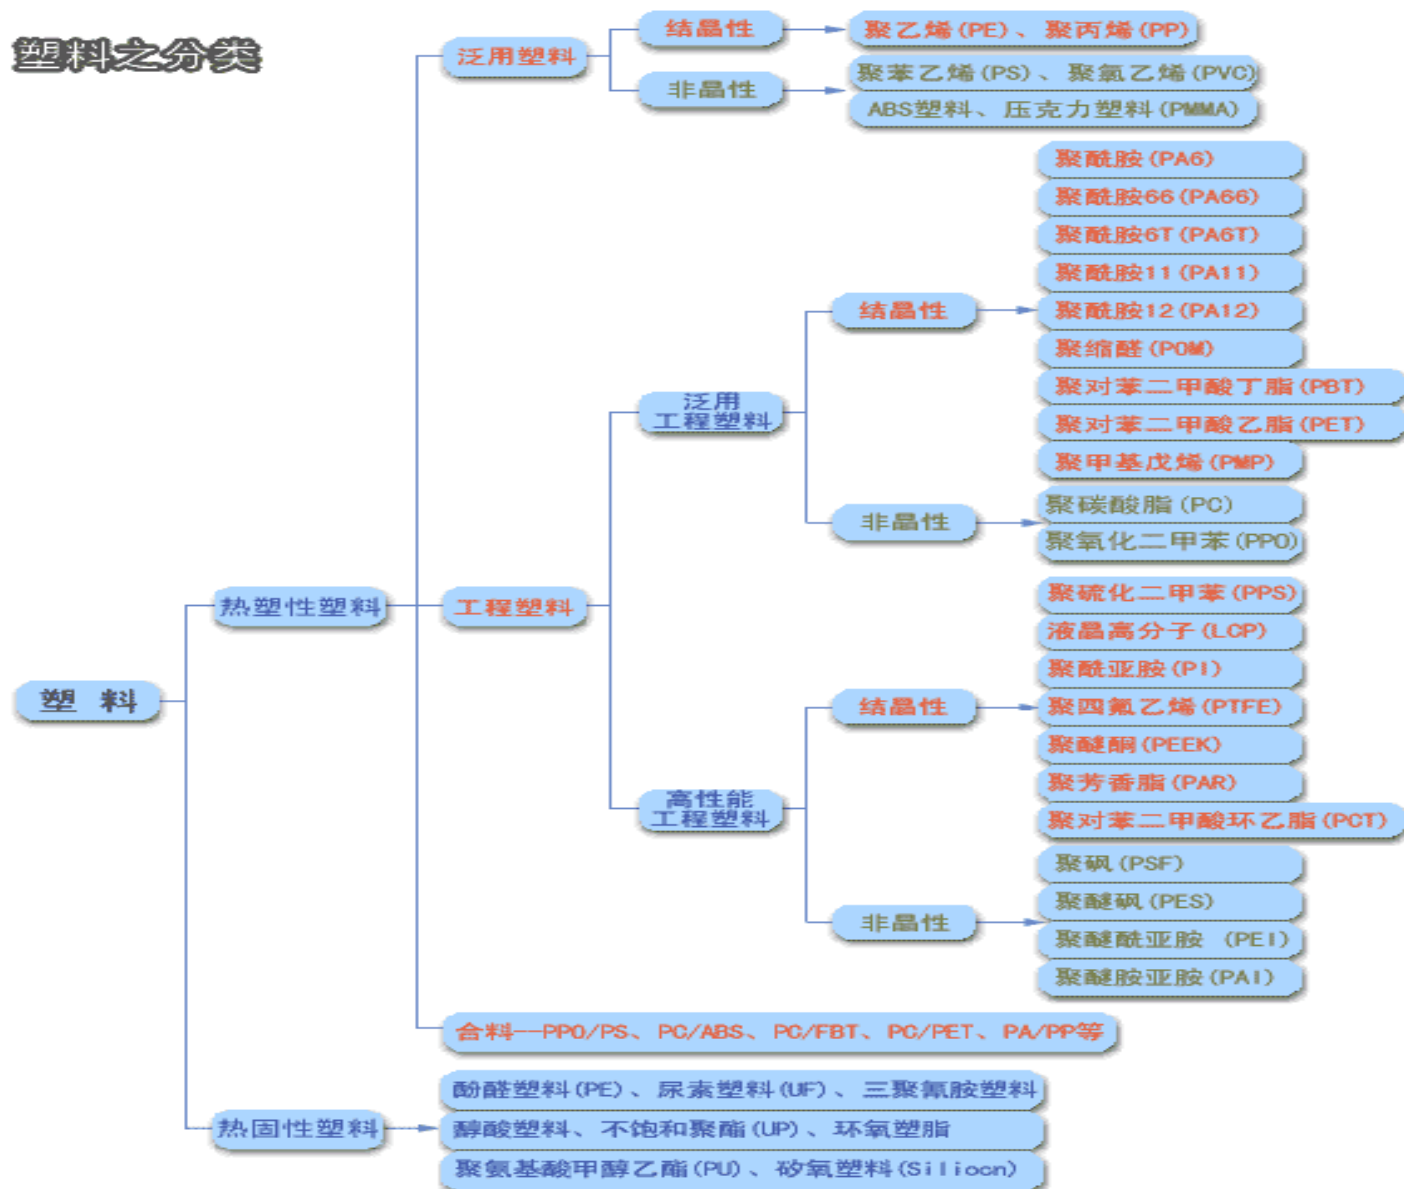 塑料之分类
塑 料
热塑性塑料
泛用塑料
结晶性
聚乙烯(PE)、聚丙烯(PP)
非晶性
聚苯乙烯(PS)、聚氯乙烯(PVC)
ABS塑料、压克力塑料(PMMA)
工程塑料
泛用
工程塑料
结晶性
聚酰胺(PA6)
聚酰胺66(PA66)
聚酰胺6T(PA6T)
聚酰胺11(PA11)
聚酰胺12(PA12)
聚缩醛(POM)
聚对苯二甲酸丁脂(PBT)
聚对苯二甲酸乙脂(PET)
聚甲基戊烯(PMP)
非晶性
聚碳酸脂(PC)
聚氧化二甲苯(PPO)
高性能
工程塑料
结晶性
聚硫化二甲苯(PPS)
液晶高分子(LCP)
聚酰亚胺(PI)
聚四氟乙烯(PTFE)
聚醚酮(PEEK)
聚芳香脂(PAR)
聚对苯二甲酸环乙脂(PCT)
非晶性
聚砜(PSF)
聚醚砜(PES)
聚醚酰亚胺 (PEI)
聚醚胺亚胺(PAI)
合料——PPO/PS、PC/ABS、PC/FBT、PC/PET、PA/PP等
热固性塑料
酚醛塑料(PE)、尿素塑料(UF)、三聚氰胺塑料
醇酸塑料、不饱和聚酯(UP)、环氧塑脂
聚氨基酸甲醇乙酯(PU)、矽氧塑料(Siliocn)